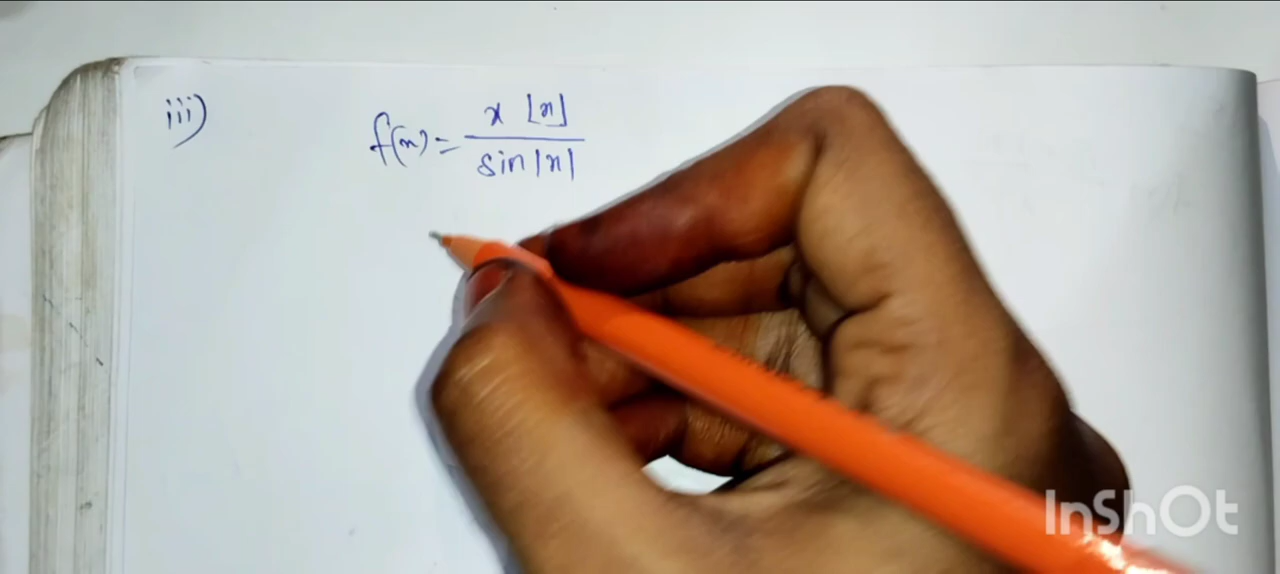 iii) f(x) = x ⌊x⌋ / sin|x|
InShOt